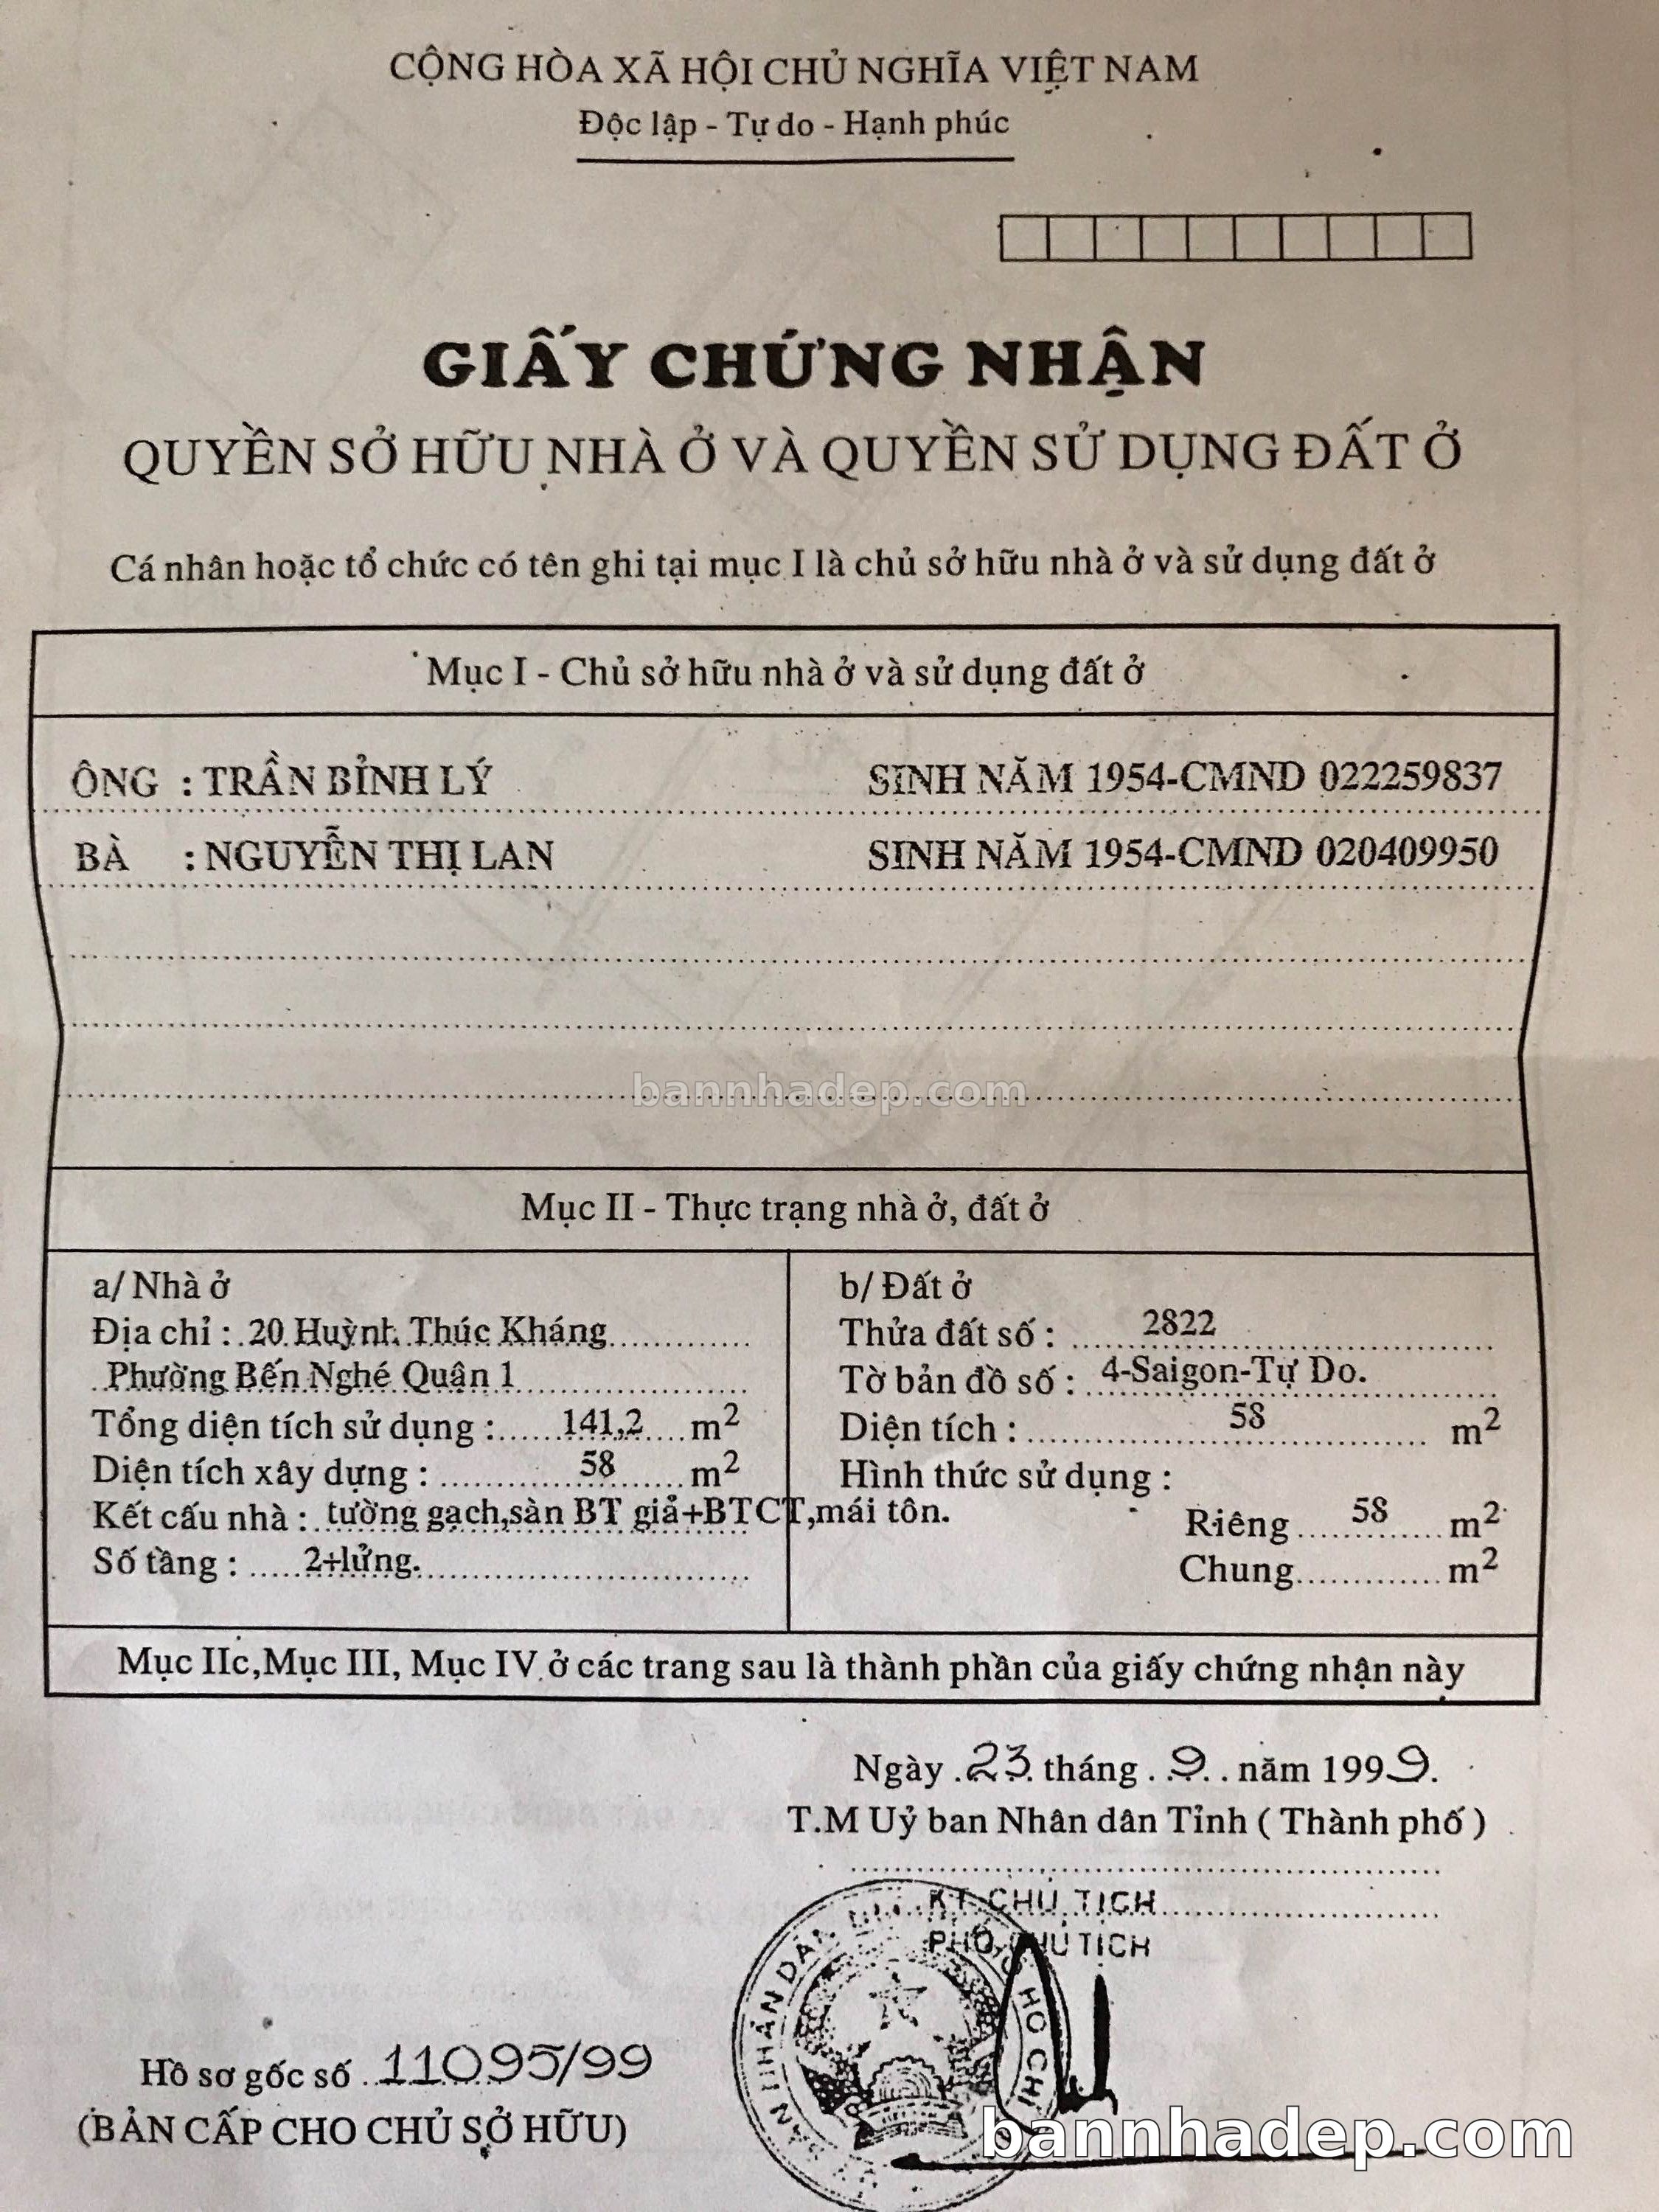 CỘNG HÒA XÃ HỘI CHỦ NGHĨA VIỆT NAM
Độc lập - Tự do - Hạnh phúc
GIẤY CHỨNG NHẬN
QUYỀN SỞ HỮU NHÀ Ở VÀ QUYỀN SỬ DỤNG ĐẤT Ở
Cá nhân hoặc tổ chức có tên ghi tại mục I là chủ sở hữu nhà ở và sử dụng đất ở
Mục I - Chủ sở hữu nhà ở và sử dụng đất ở
ÔNG : TRẦN BỈNH LÝ SINH NĂM 1954-CMND 022259837
BÀ : NGUYỄN THỊ LAN SINH NĂM 1954-CMND 020409950
bannhadep.com
Mục II - Thực trạng nhà ở, đất ở
a/ Nhà ở
Địa chỉ : 20 Huỳnh Thúc Kháng
Phường Bến Nghé Quận 1
Tổng diện tích sử dụng : 141,2 m2
Diện tích xây dựng : 58 m2
Kết cấu nhà : tường gạch,sàn BT giả+BTCT,mái tôn.
Số tầng : 2+lửng.
b/ Đất ở
Thửa đất số : 2822
Tờ bản đồ số : 4-Saigon-Tự Do.
Diện tích : 58 m2
Hình thức sử dụng :
Riêng 58 m2
Chung m2
Mục IIc,Mục III, Mục IV ở các trang sau là thành phần của giấy chứng nhận này
Ngày 23 tháng 9 năm 1999.
T.M Uỷ ban Nhân dân Tỉnh ( Thành phố )
KT CHỦ TỊCH
PHÓ CHỦ TỊCH
Hồ sơ gốc số 11095/99
(BẢN CẤP CHO CHỦ SỞ HỮU)
bannhadep.com